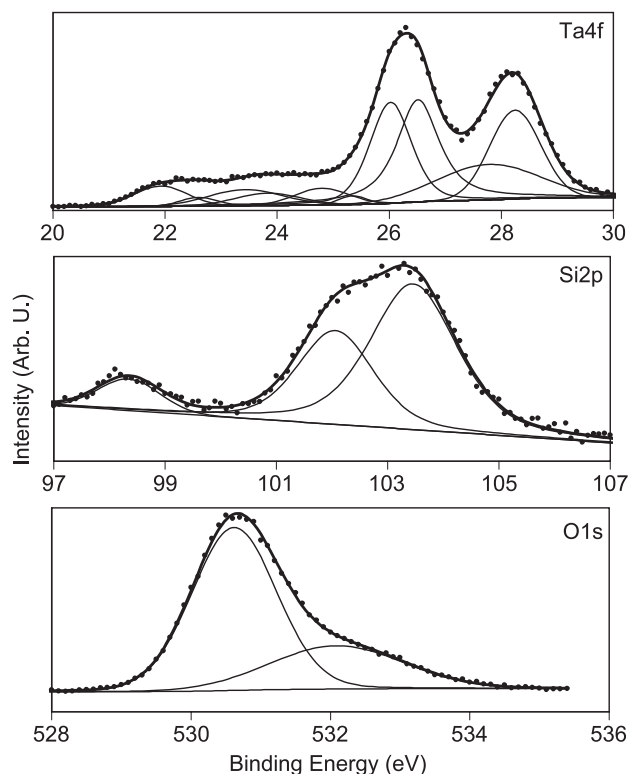 Ta4f
20 22 24 26 28 30
Si2p
Intensity (Arb. U.)
97 99 101 103 105 107
O1s
528 530 532 534 536
Binding Energy (eV)